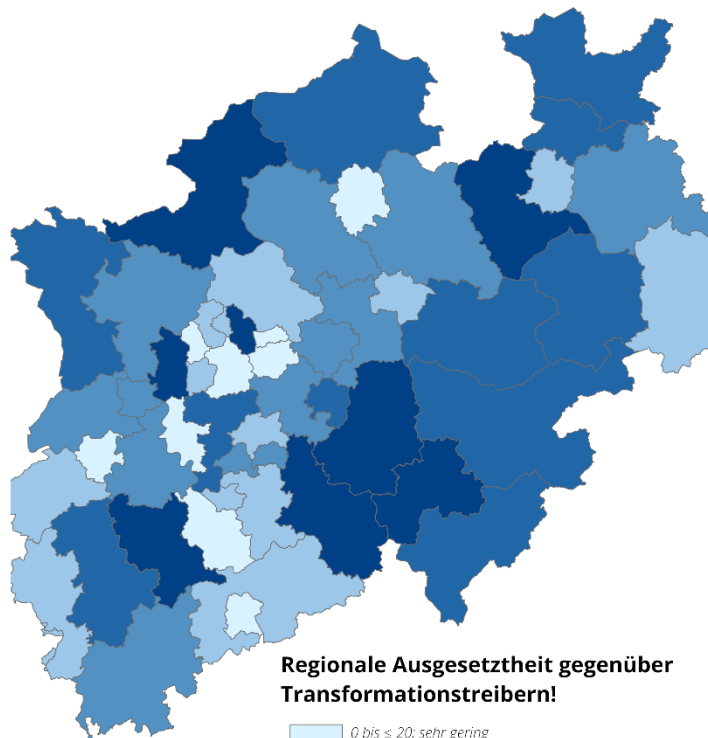 Regionale Ausgesetztheit gegenüber
Transformationstreibern!
0 bis ≤ 20: sehr gering